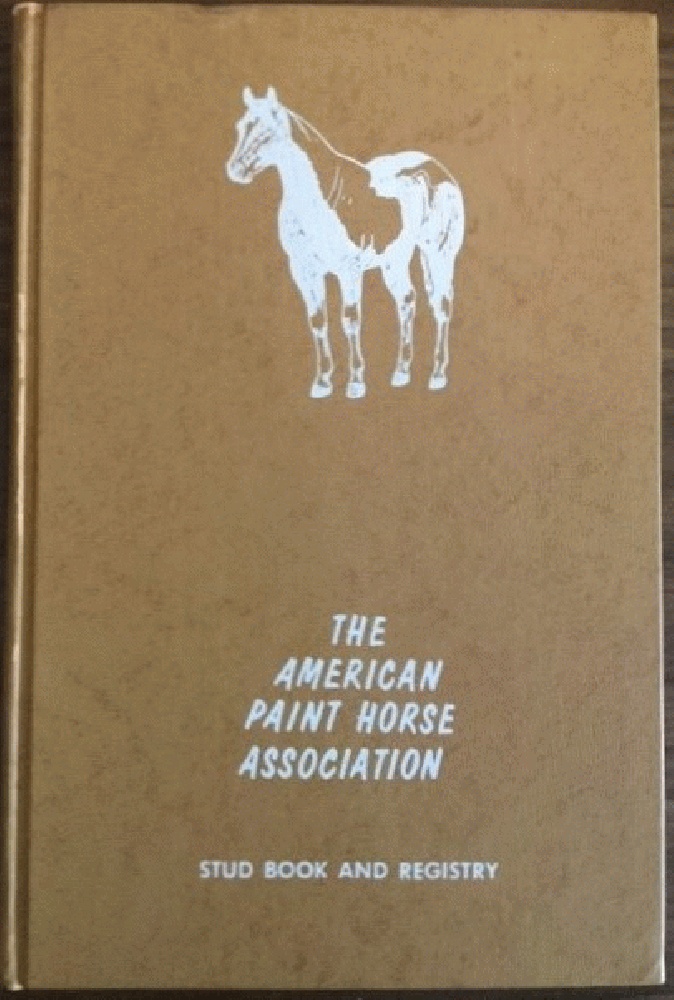 THE
AMERICAN
PAINT HORSE
ASSOCIATION
STUD BOOK AND REGISTRY